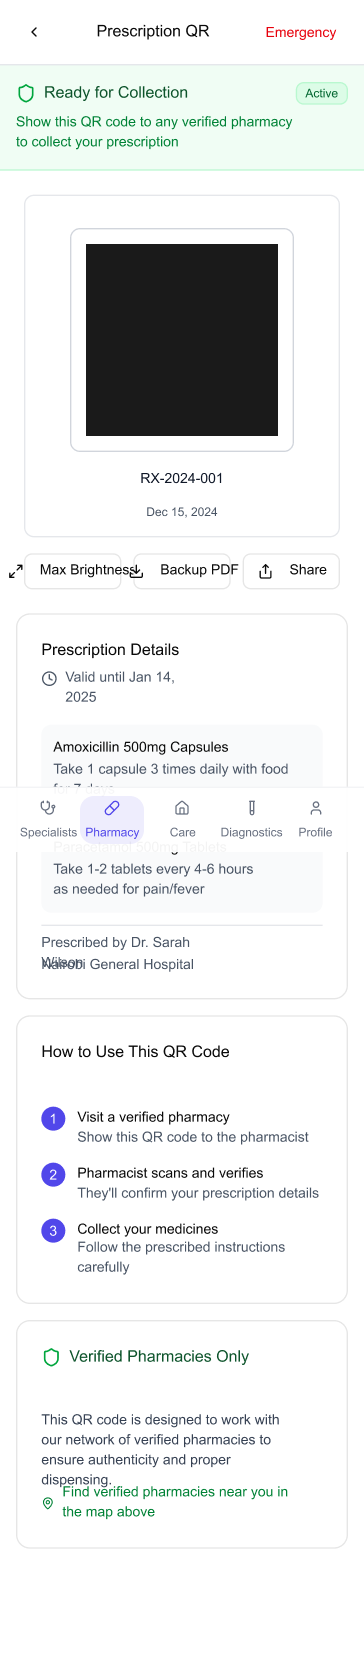 Prescription QR
Emergency
Ready for Collection
Active
Show this QR code to any verified pharmacy
to collect your prescription
RX-2024-001
Dec 15, 2024
Max Brightness
Backup PDF
Share
Prescription Details
Valid until Jan 14,
2025
Amoxicillin 500mg Capsules
Take 1 capsule 3 times daily with food
for 7 days
Specialists
Pharmacy
Care
Diagnostics
Profile
Paracetamol 500mg Tablets
Take 1-2 tablets every 4-6 hours
as needed for pain/fever
Prescribed by Dr. Sarah
Wilson
Nairobi General Hospital
How to Use This QR Code
1
Visit a verified pharmacy
Show this QR code to the pharmacist
2
Pharmacist scans and verifies
They'll confirm your prescription details
3
Collect your medicines
Follow the prescribed instructions
carefully
Verified Pharmacies Only
This QR code is designed to work with
our network of verified pharmacies to
ensure authenticity and proper
dispensing.
Find verified pharmacies near you in
the map above